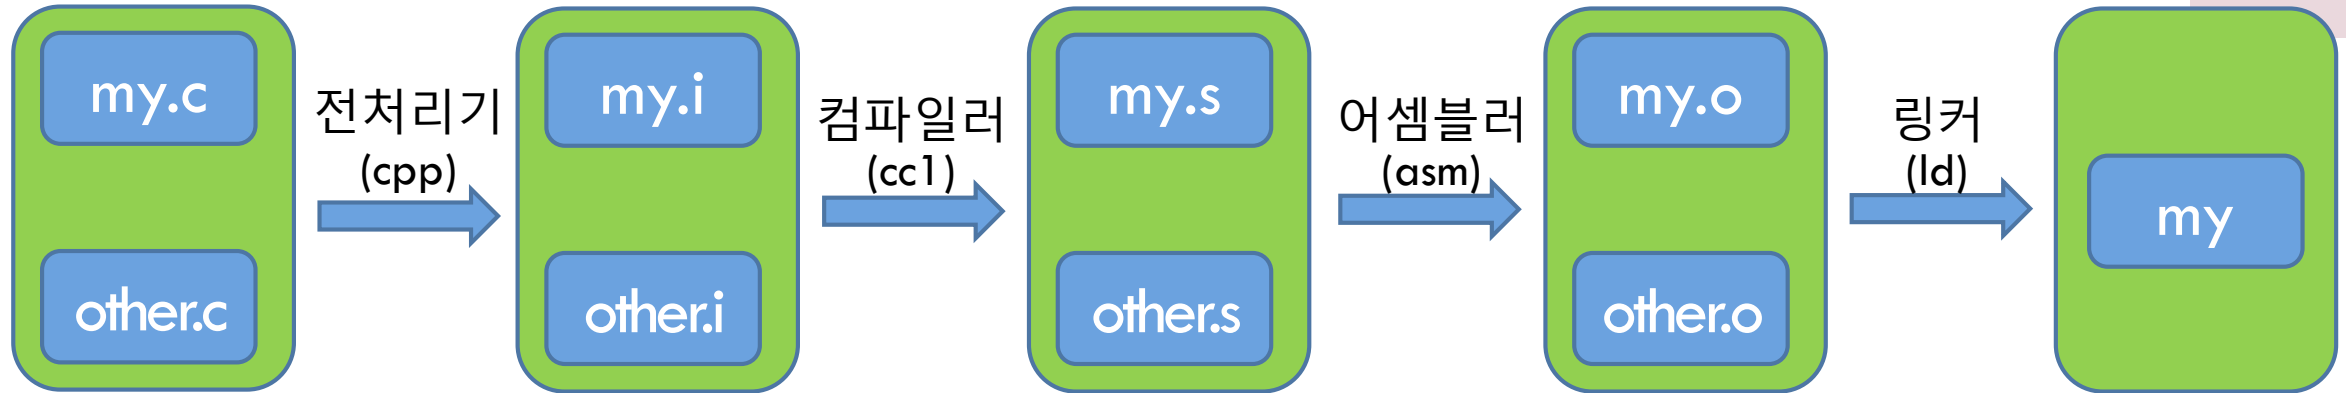 my.c
other.c
전처리기
(cpp)
my.i
other.i
컴파일러
(cc1)
my.s
other.s
어셈블러
(asm)
my.o
other.o
링커
(ld)
my